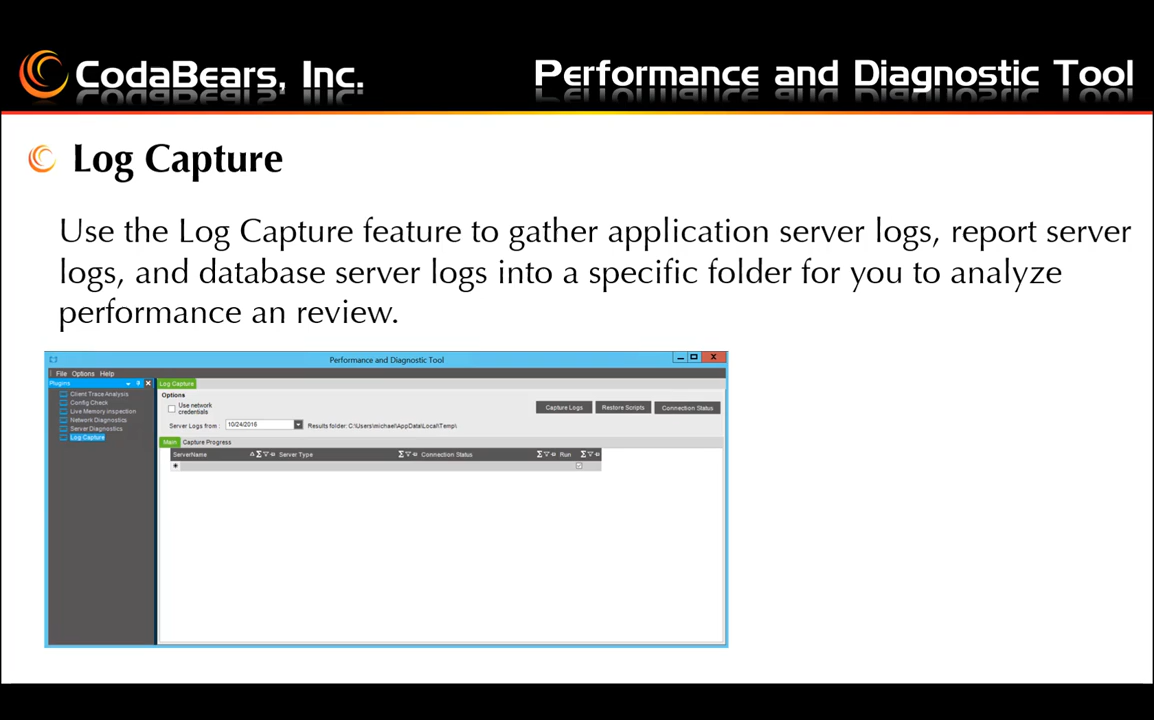 CodaBears, Inc.
Performance and Diagnostic Tool
Log Capture
Use the Log Capture feature to gather application server logs, report server
logs, and database server logs into a specific folder for you to analyze
performance an review.
Performance and Diagnostic Tool
File Options Help
Plugins
Client Trace Analysis
Config Check
Live Memory inspection
Network Diagnostics
Server Diagnostics
Log Capture
Log Capture
Options
Use network
credentials
Capture Logs
Restore Scripts
Connection Status
Server Logs from : 10/24/2016 Results folder: C:\Users\michael\AppData\Local\Temp\
Main Capture Progress
ServerName Server Type Connection Status Run